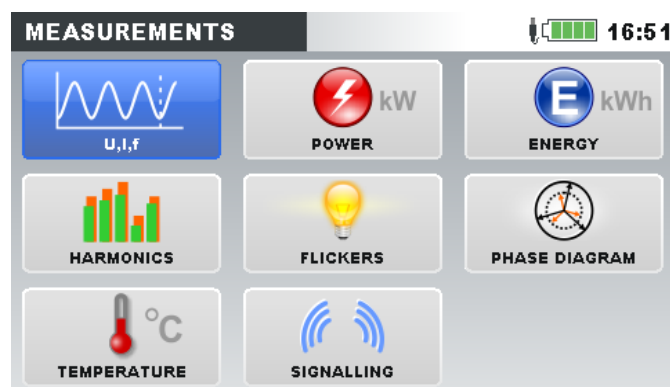 MEASUREMENTS 16:51
kW
E kWh
U,I,f POWER ENERGY
HARMONICS FLICKERS PHASE DIAGRAM
°C
TEMPERATURE SIGNALLING